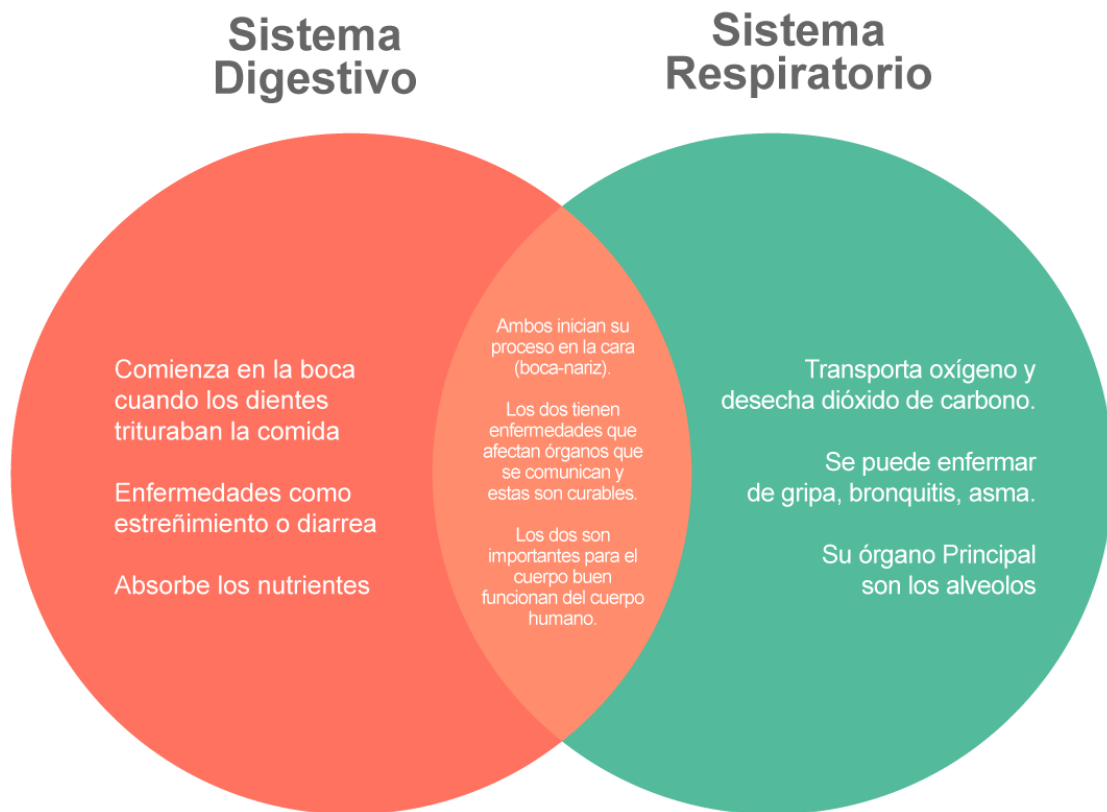 Sistema
Digestivo
Sistema
Respiratorio
Comienza en la boca
cuando los dientes
trituraban la comida
Enfermedades como
estreñimiento o diarrea
Absorbe los nutrientes
Ambos inician su
proceso en la cara
(boca-nariz).
Los dos tienen
enfermedades que
afectan órganos que
se comunican y
estas son curables.
Los dos son
importantes para el
cuerpo buen
funcionan del cuerpo
humano.
Transporta oxígeno y
desecha dióxido de carbono.
Se puede enfermar
de gripa, bronquitis, asma.
Su órgano Principal
son los alveolos